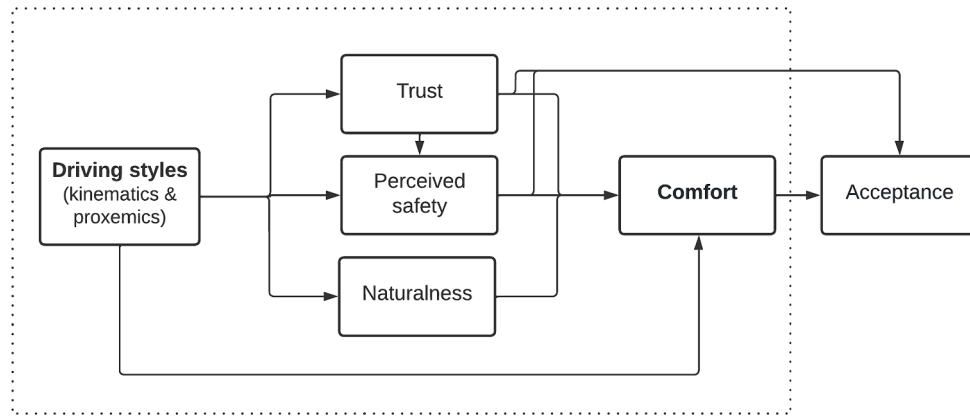 Trust
Driving styles
(kinematics &
proxemics)
Perceived
safety
Comfort
Acceptance
Naturalness